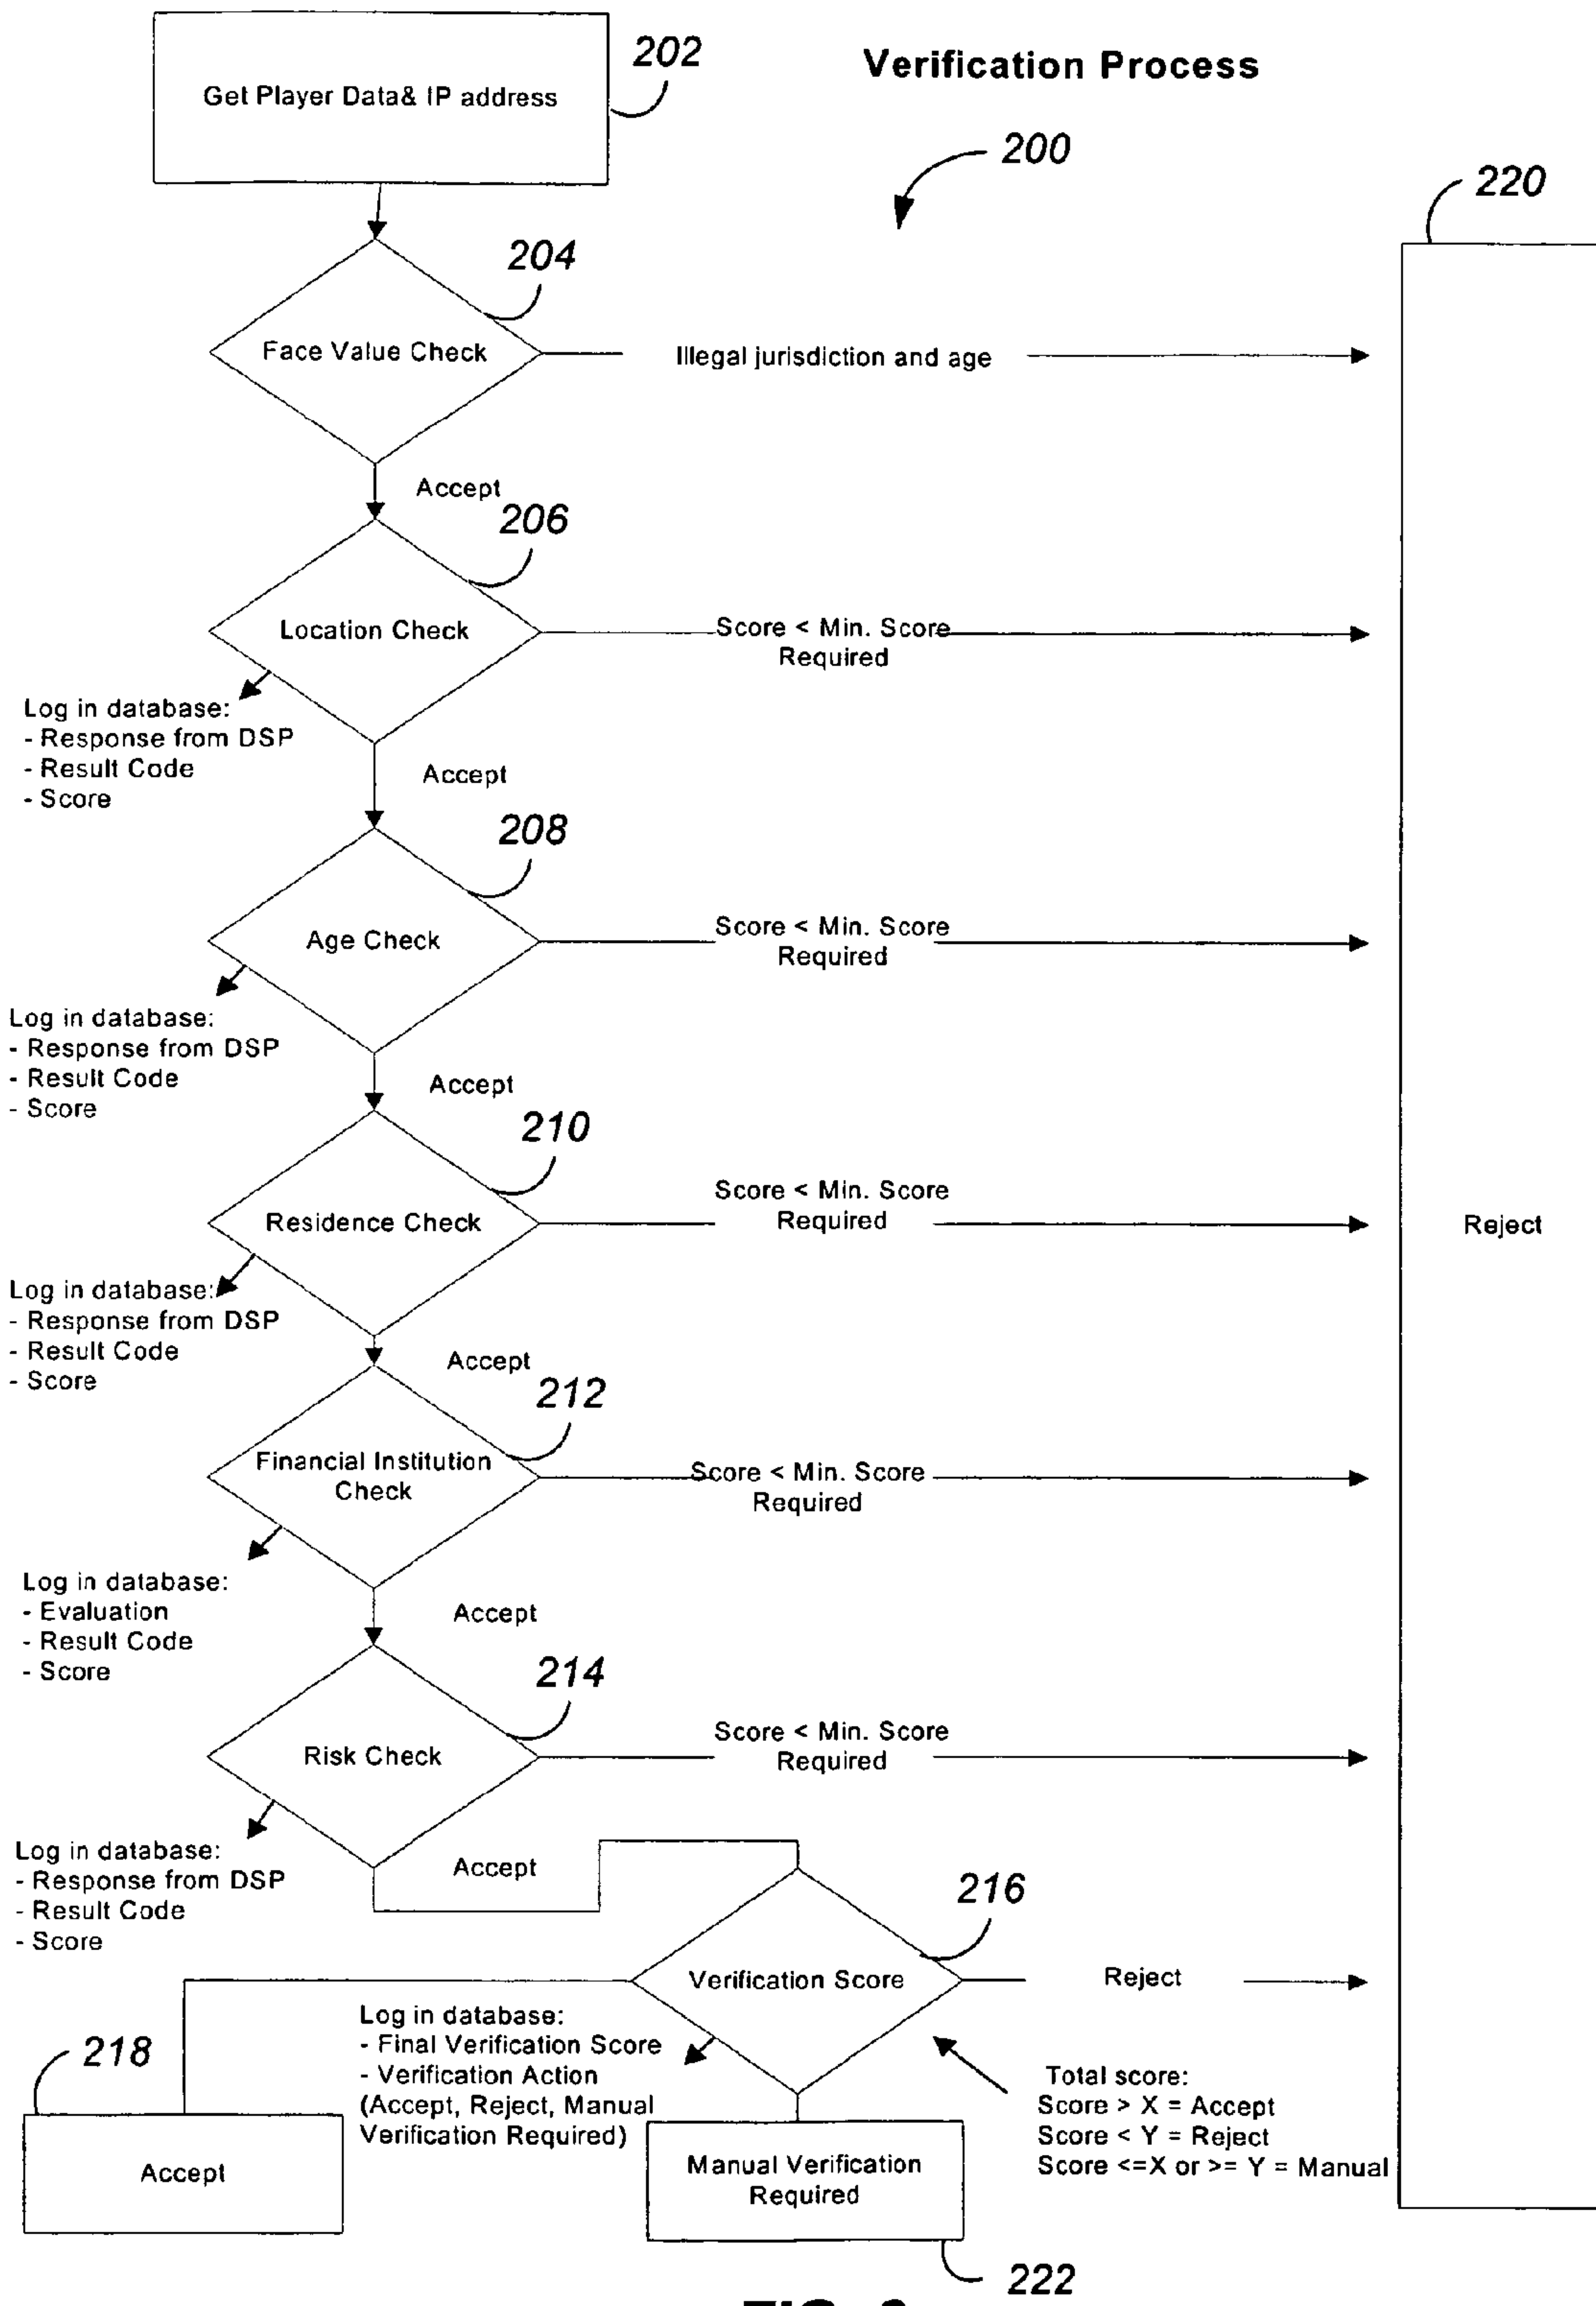 202
Verification Process
Get Player Data& IP address
200
220
204
Face Value Check
Illegal jurisdiction and age
Accept
206
Location Check
Score < Min. Score
Required
Log in database:
- Response from DSP
- Result Code
- Score
Accept
208
Age Check
Score < Min. Score
Required
Log in database:
- Response from DSP
- Result Code
- Score
Accept
210
Residence Check
Score < Min. Score
Required
Reject
Log in database:
- Response from DSP
- Result Code
- Score
Accept
212
Financial Institution
Check
Score < Min. Score
Required
Log in database:
- Evaluation
- Result Code
- Score
Accept
214
Risk Check
Score < Min. Score
Required
Log in database:
- Response from DSP
- Result Code
- Score
Accept
216
Verification Score
Reject
Log in database:
- Final Verification Score
- Verification Action
(Accept, Reject, Manual
Verification Required)
218
Accept
Manual Verification
Required
Total score:
Score > X = Accept
Score < Y = Reject
Score <=X or >= Y = Manual
222